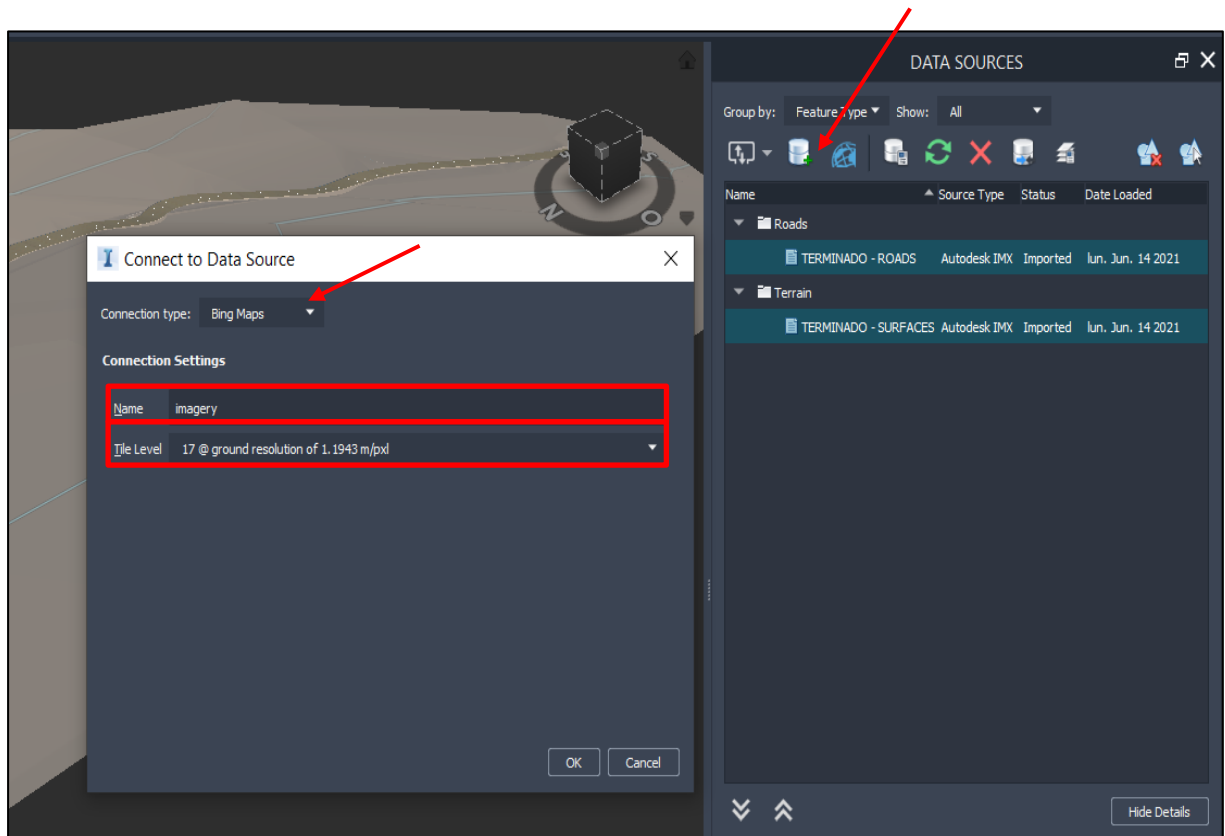 DATA SOURCES
Group by: Feature Type Show: All
Name Source Type Status Date Loaded
Roads
TERMINADO - ROADS Autodesk IMX Imported lun. Jun. 14 2021
Terrain
TERMINADO - SURFACES Autodesk IMX Imported lun. Jun. 14 2021
Hide Details
S
N
O
I Connect to Data Source
Connection type: Bing Maps
Connection Settings
Name imagery
Tile Level 17 @ ground resolution of 1.1943 m/pxl
OK Cancel